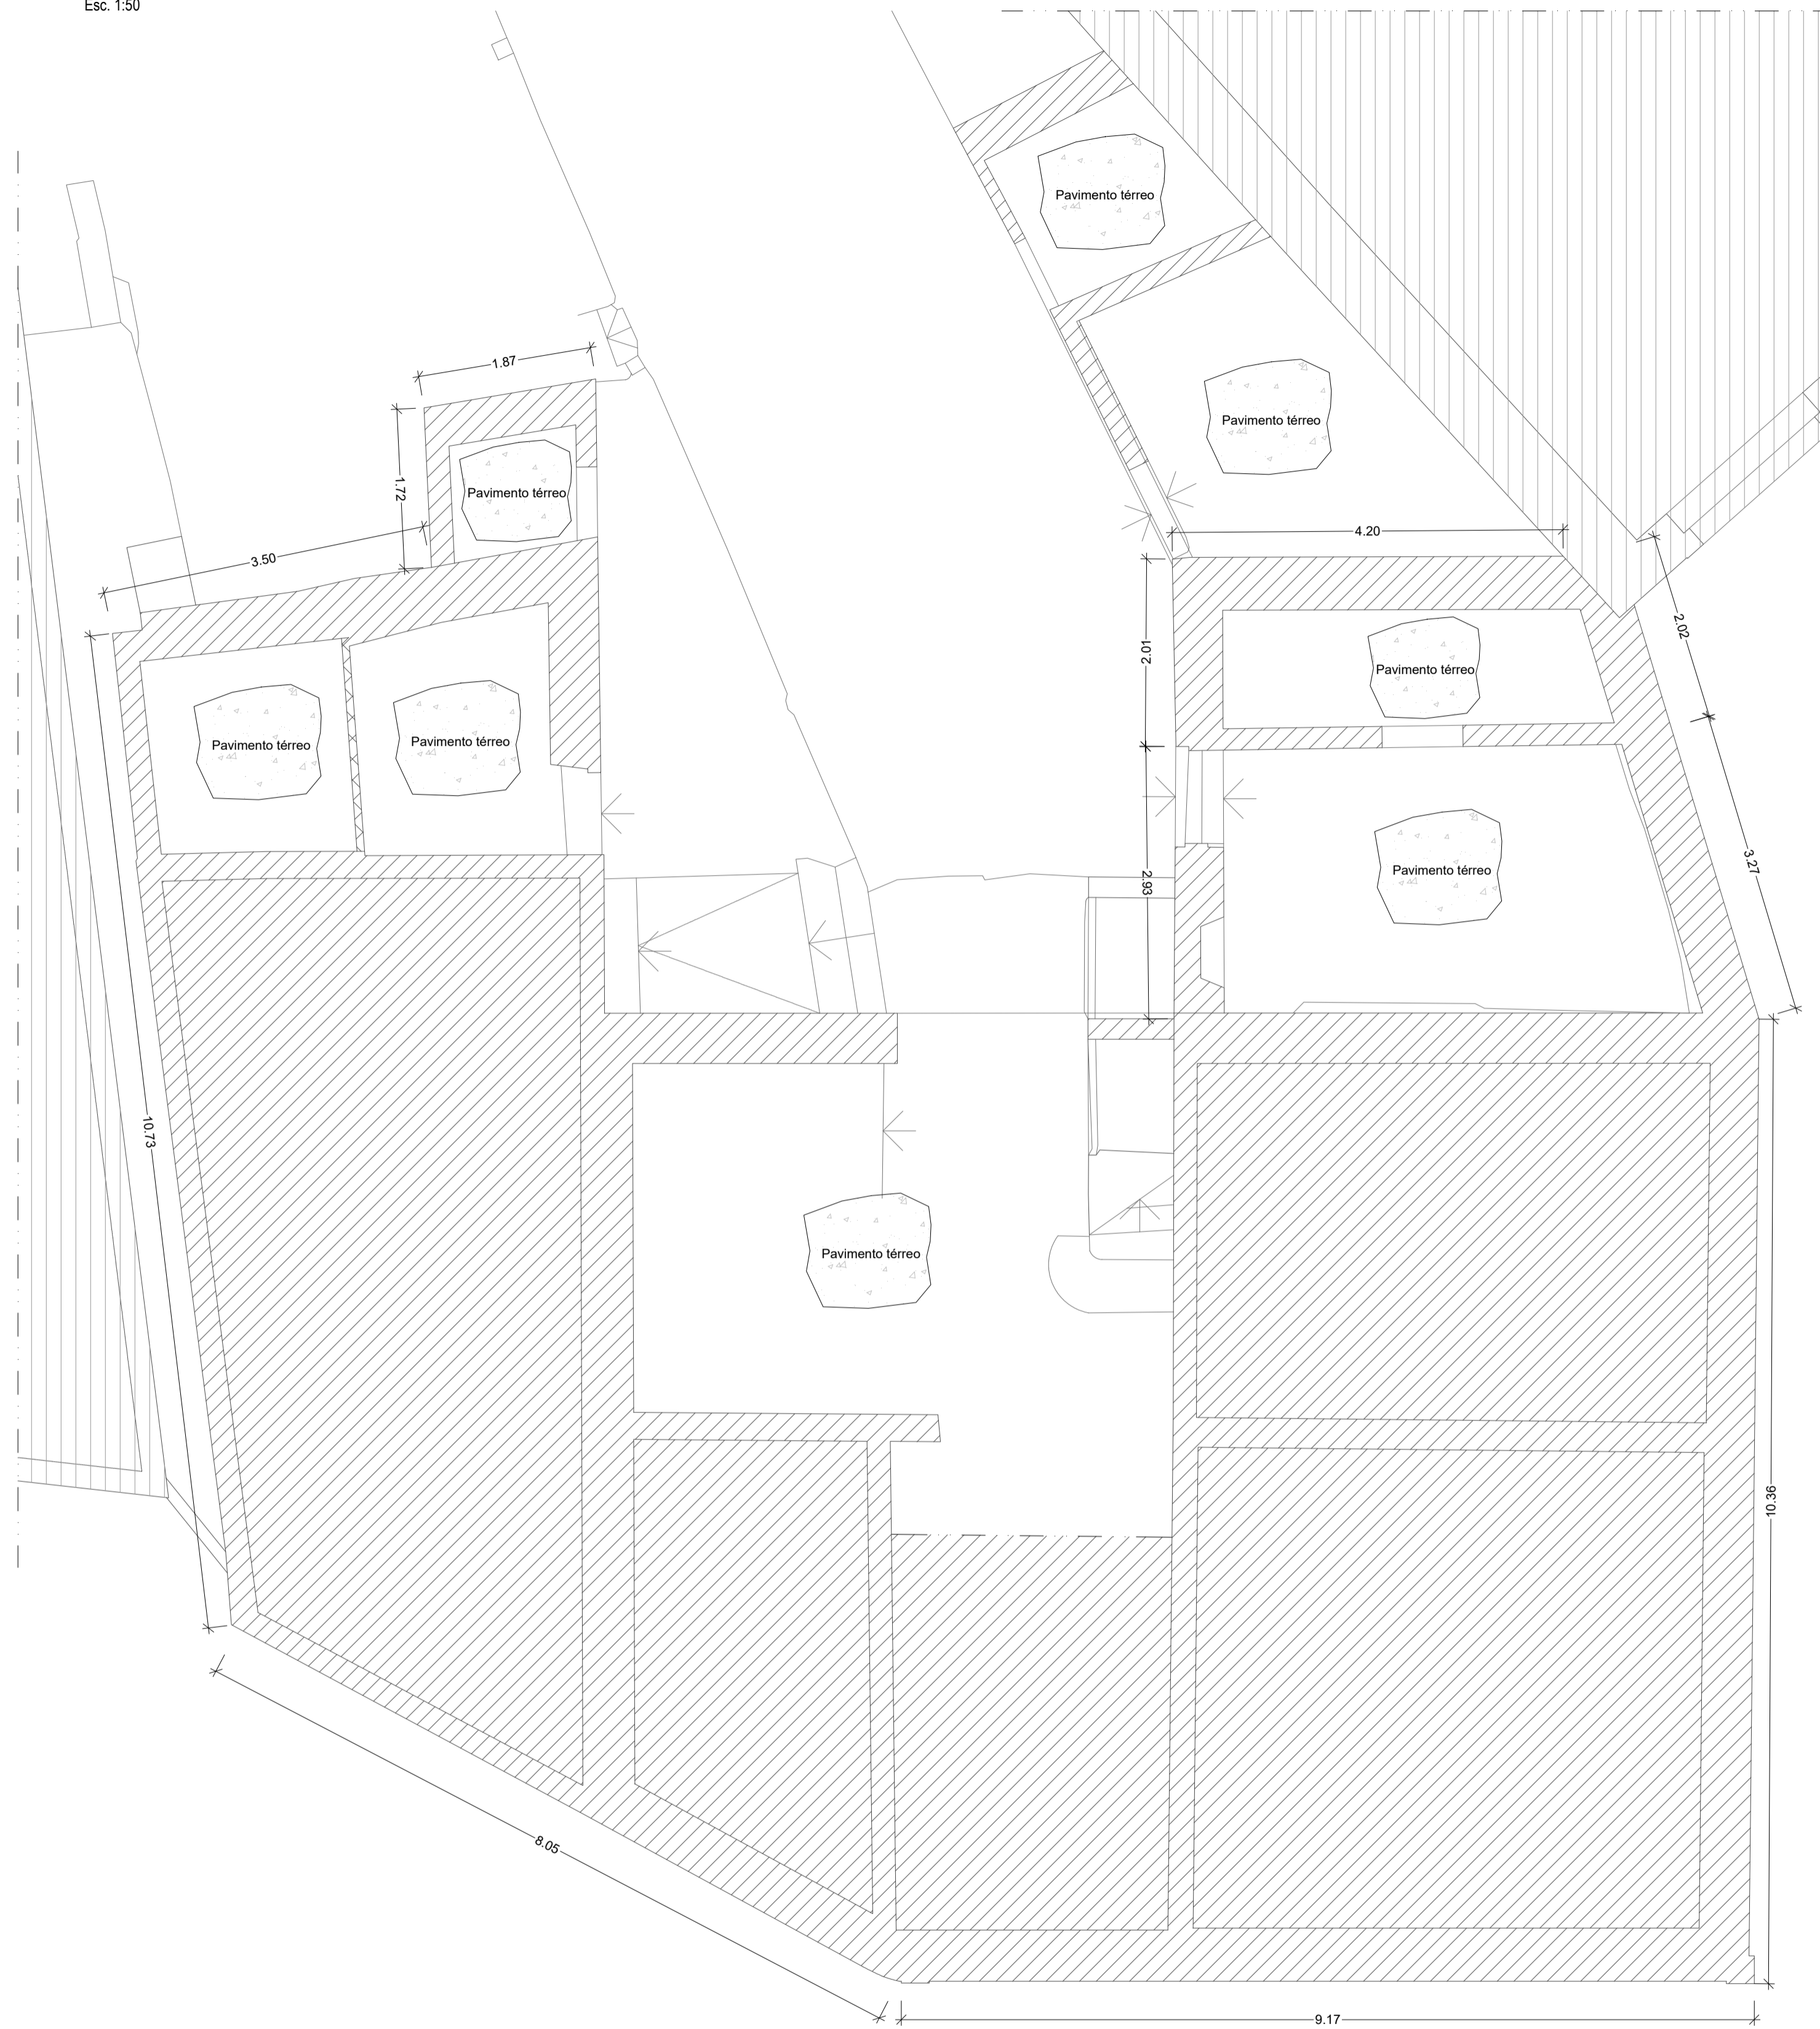 Esc. 1:50
Pavimento térreo
1.87
Pavimento térreo
1.72
Pavimento térreo
4.20
3.50
2.02
2.01
Pavimento térreo
Pavimento térreo
Pavimento térreo
3.27
Pavimento térreo
2.93
10.73
Pavimento térreo
10.36
8.05
9.17